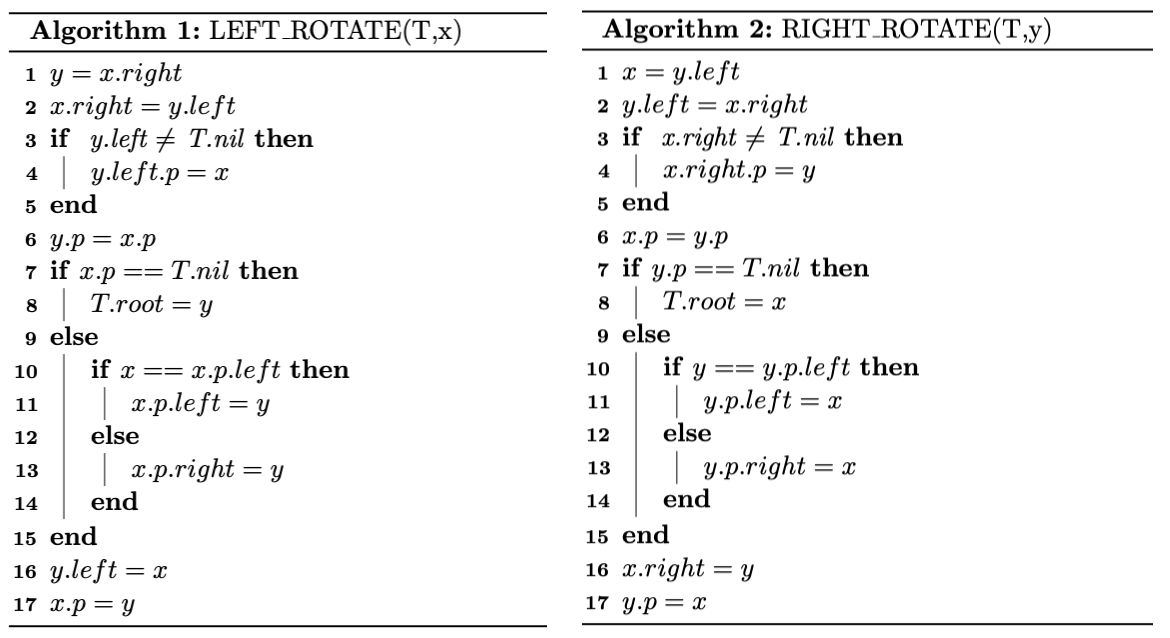 Algorithm 1: LEFT_ROTATE(T,x)
1 y = x.right
2 x.right = y.left
3 if y.left ≠ T.nil then
4 y.left.p = x
5 end
6 y.p = x.p
7 if x.p == T.nil then
8 T.root = y
9 else
10 if x == x.p.left then
11 x.p.left = y
12 else
13 x.p.right = y
14 end
15 end
16 y.left = x
17 x.p = y
Algorithm 2: RIGHT_ROTATE(T,y)
1 x = y.left
2 y.left = x.right
3 if x.right ≠ T.nil then
4 x.right.p = y
5 end
6 x.p = y.p
7 if y.p == T.nil then
8 T.root = x
9 else
10 if y == y.p.left then
11 y.p.left = x
12 else
13 y.p.right = x
14 end
15 end
16 x.right = y
17 y.p = x